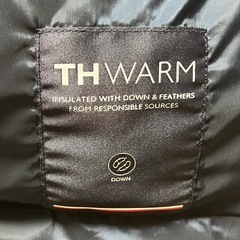 TH WARM
INSULATED WITH DOWN & FEATHERS
FROM RESPONSIBLE SOURCES
DOWN